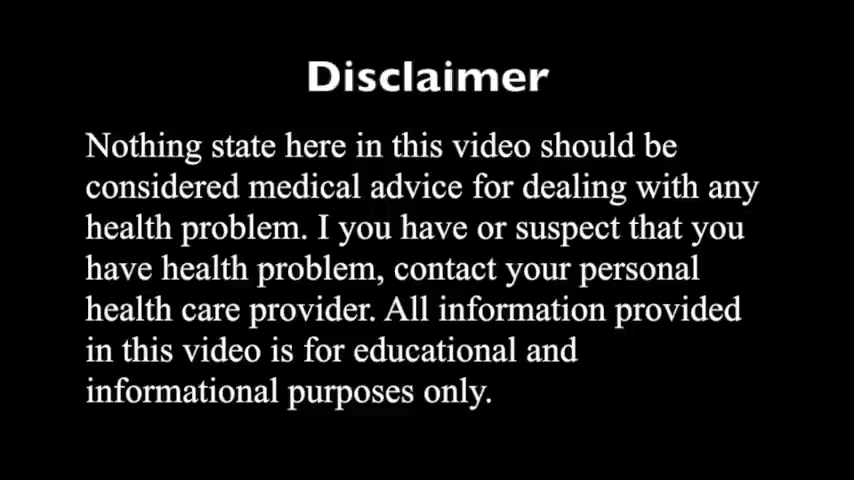 Disclaimer
Nothing state here in this video should be
considered medical advice for dealing with any
health problem. I you have or suspect that you
have health problem, contact your personal
health care provider. All information provided
in this video is for educational and
informational purposes only.